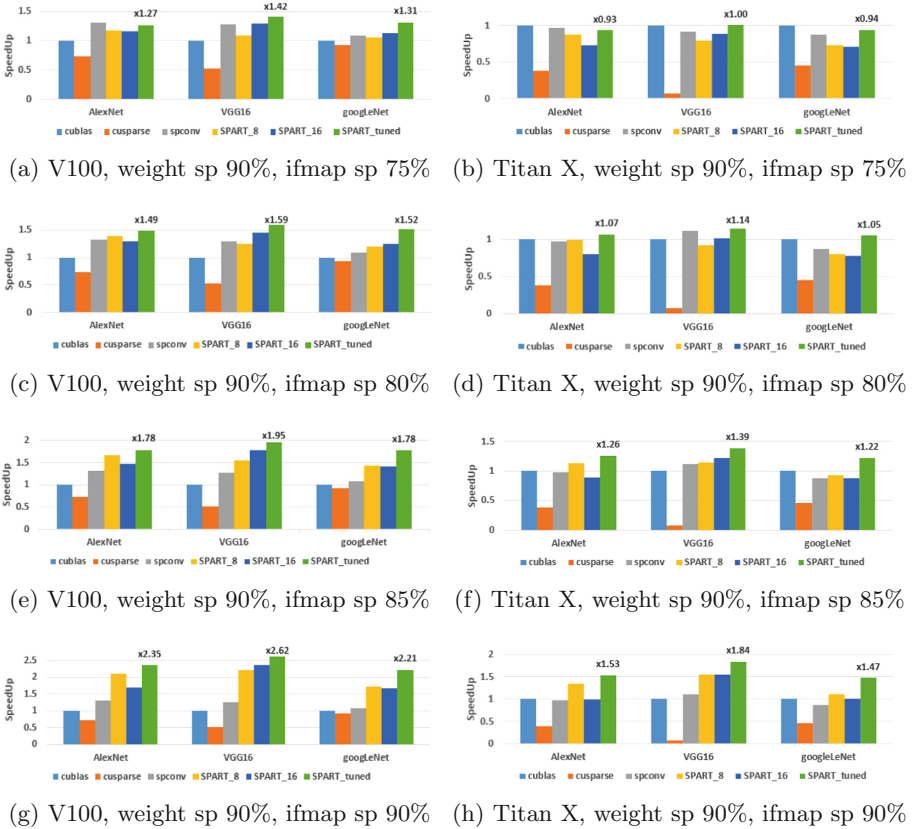 SpeedUp
1.5
1
0.5
0
x1.27
x1.42
x1.31
AlexNet
VGG16
googLeNet
cublas cusparse spconv SPART_8 SPART_16 SPART_tuned
(a) V100, weight sp 90%, ifmap sp 75%
SpeedUp
1
0.5
0
x0.93
x1.00
x0.94
AlexNet
VGG16
googLeNet
cublas cusparse spconv SPART_8 SPART_16 SPART_tuned
(b) Titan X, weight sp 90%, ifmap sp 75%
SpeedUp
1.5
1
0.5
0
x1.49
x1.59
x1.52
AlexNet
VGG16
googLeNet
cublas cusparse spconv SPART_8 SPART_16 SPART_tuned
(c) V100, weight sp 90%, ifmap sp 80%
SpeedUp
1
0.5
0
x1.07
x1.14
x1.05
AlexNet
VGG16
googLeNet
cublas cusparse spconv SPART_8 SPART_16 SPART_tuned
(d) Titan X, weight sp 90%, ifmap sp 80%
SpeedUp
2
1.5
1
0.5
0
x1.78
x1.95
x1.78
AlexNet
VGG16
googLeNet
cublas cusparse spconv SPART_8 SPART_16 SPART_tuned
(e) V100, weight sp 90%, ifmap sp 85%
SpeedUp
1.5
1
0.5
0
x1.26
x1.39
x1.22
AlexNet
VGG16
googLeNet
cublas cusparse spconv SPART_8 SPART_16 SPART_tuned
(f) Titan X, weight sp 90%, ifmap sp 85%
SpeedUp
2.5
2
1.5
1
0.5
0
x2.35
x2.62
x2.21
AlexNet
VGG16
googLeNet
cublas cusparse spconv SPART_8 SPART_16 SPART_tuned
(g) V100, weight sp 90%, ifmap sp 90%
SpeedUp
2
1.5
1
0.5
0
x1.53
x1.84
x1.47
AlexNet
VGG16
googleLeNet
cublas cusparse spconv SPART_8 SPART_16 SPART_tuned
(h) Titan X, weight sp 90%, ifmap sp 90%